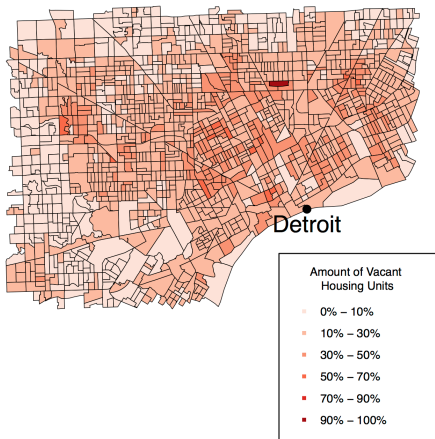 Detroit
Amount of Vacant
Housing Units
0% – 10%
10% – 30%
30% – 50%
50% – 70%
70% – 90%
90% – 100%